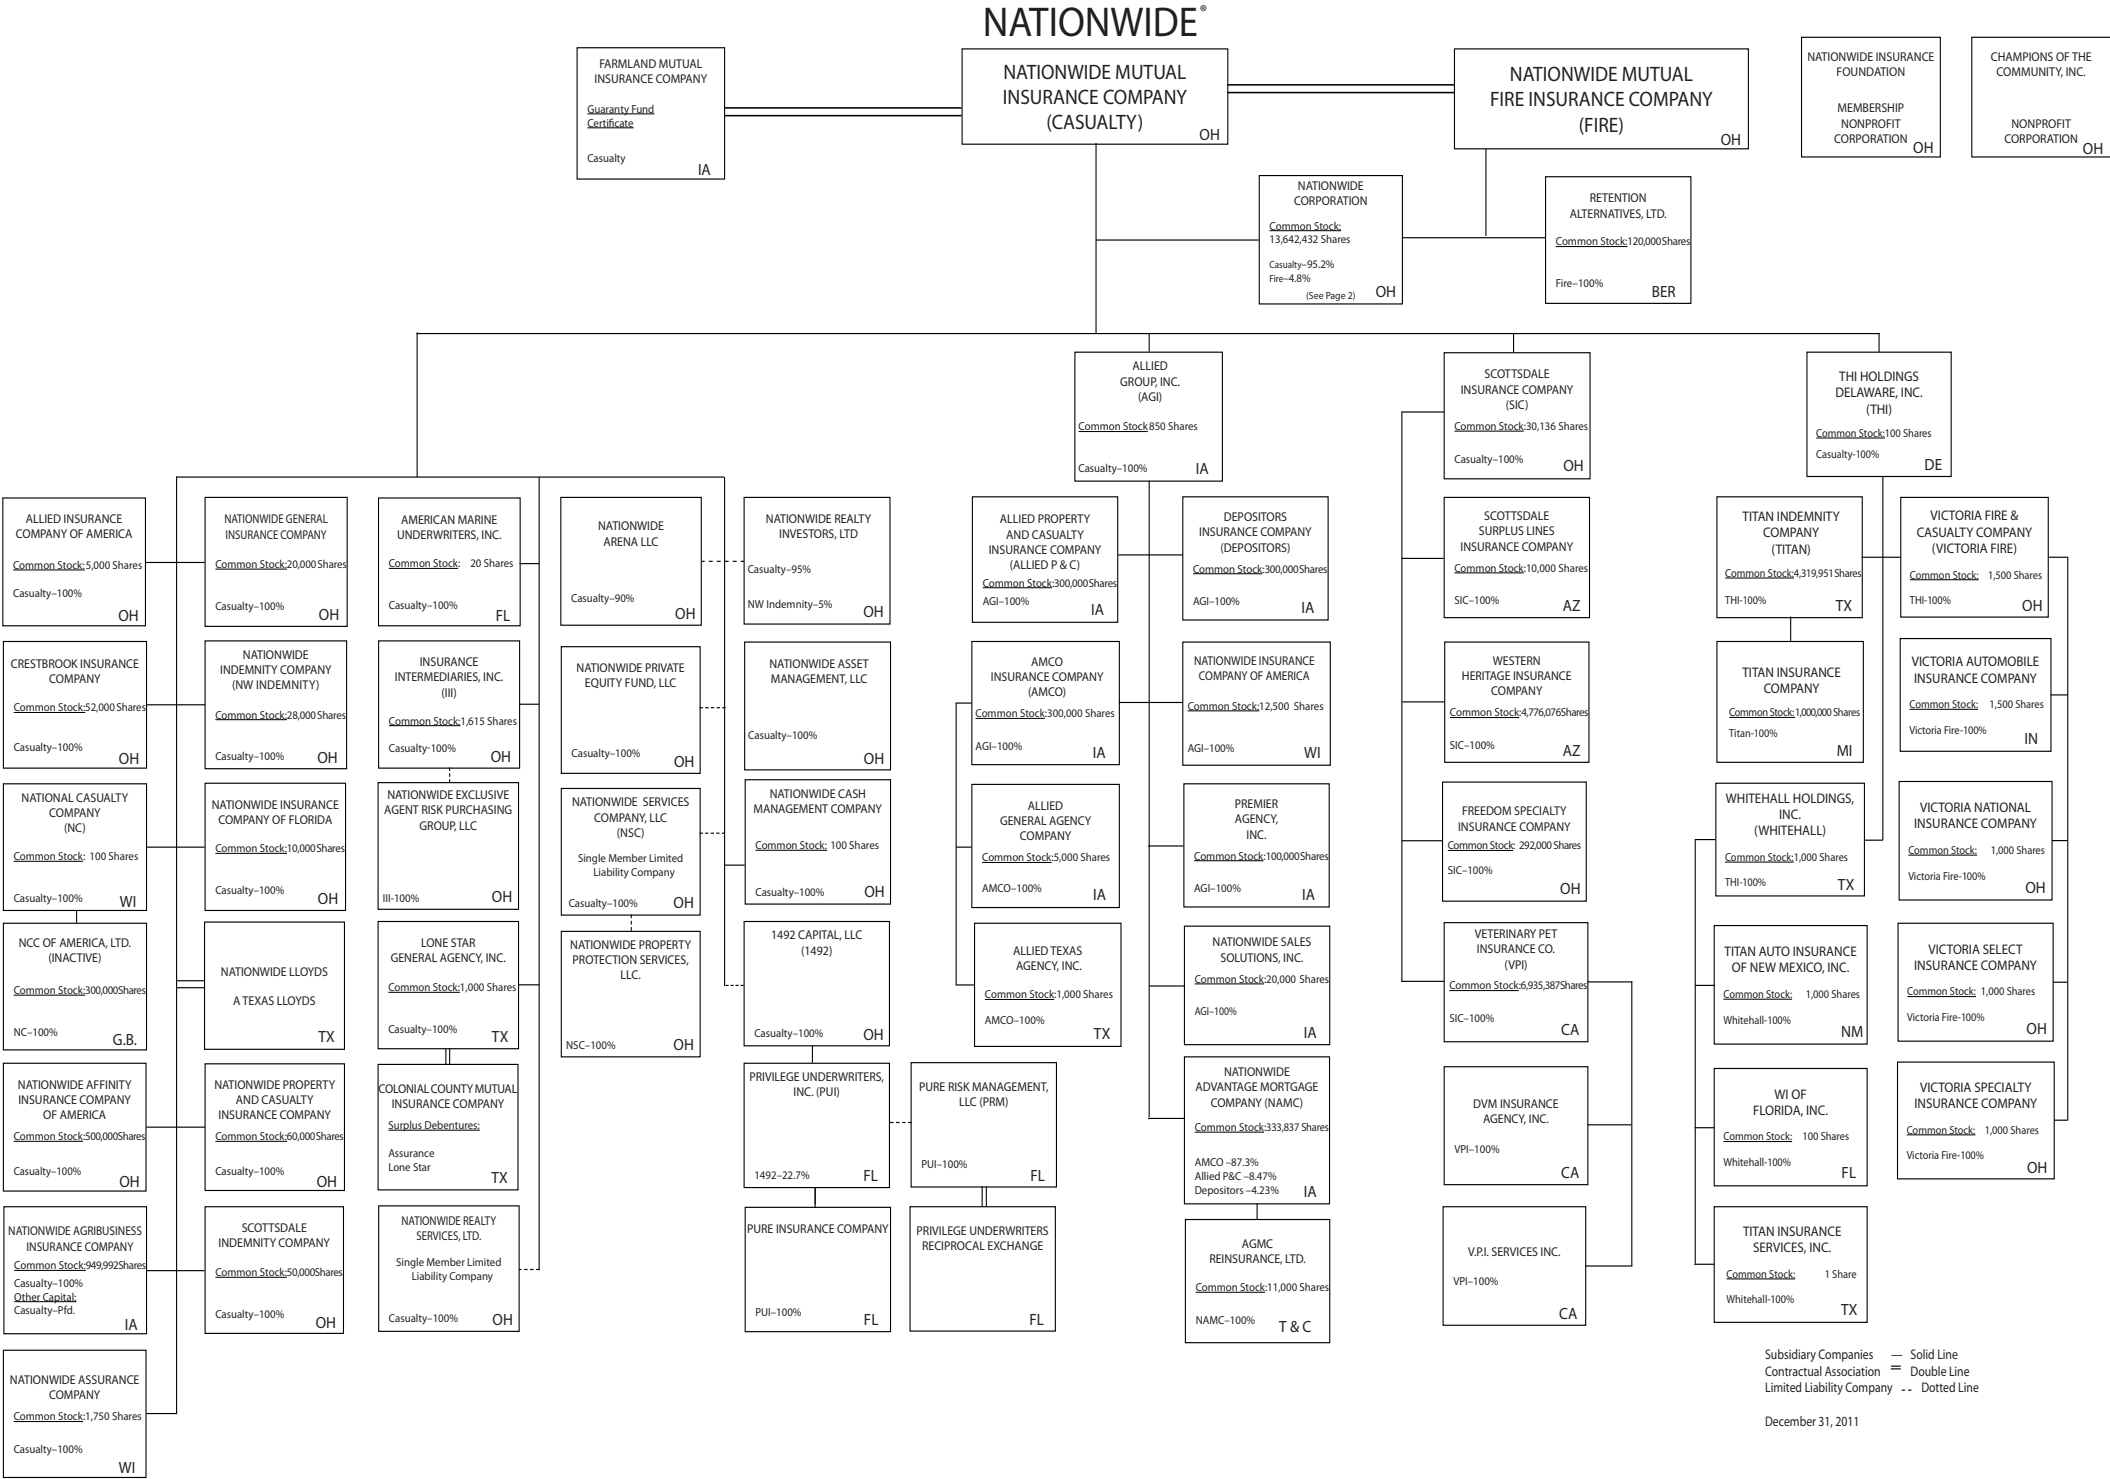 NATIONWIDE®
FARMLAND MUTUAL
INSURANCE COMPANY
Guaranty Fund
Certificate
Casualty
IA
NATIONWIDE MUTUAL
INSURANCE COMPANY
(CASUALTY)
OH
NATIONWIDE MUTUAL
FIRE INSURANCE COMPANY
(FIRE)
OH
NATIONWIDE INSURANCE
FOUNDATION
MEMBERSHIP
NONPROFIT
CORPORATION
OH
CHAMPIONS OF THE
COMMUNITY, INC.
NONPROFIT
CORPORATION
OH
NATIONWIDE
CORPORATION
Common Stock:
13,642,432 Shares
Casualty–95.2%
Fire–4.8%
(See Page 2)
OH
RETENTION
ALTERNATIVES, LTD.
Common Stock:120,000Shares
Fire–100%
BER
ALLIED
GROUP, INC.
(AGI)
Common Stock 850 Shares
Casualty–100%
IA
SCOTTSDALE
INSURANCE COMPANY
(SIC)
Common Stock:30,136 Shares
Casualty–100%
OH
THI HOLDINGS
DELAWARE, INC.
(THI)
Common Stock:100 Shares
Casualty-100%
DE
ALLIED INSURANCE
COMPANY OF AMERICA
Common Stock:5,000 Shares
Casualty–100%
OH
NATIONWIDE GENERAL
INSURANCE COMPANY
Common Stock:20,000Shares
Casualty–100%
OH
AMERICAN MARINE
UNDERWRITERS, INC.
Common Stock: 20 Shares
Casualty–100%
FL
NATIONWIDE
ARENA LLC
Casualty–90%
OH
NATIONWIDE REALTY
INVESTORS, LTD
Casualty–95%
NW Indemnity–5%
OH
ALLIED PROPERTY
AND CASUALTY
INSURANCE COMPANY
(ALLIED P & C)
Common Stock:300,000Shares
AGI–100%
IA
DEPOSITORS
INSURANCE COMPANY
(DEPOSITORS)
Common Stock:300,000Shares
AGI–100%
IA
SCOTTSDALE
SURPLUS LINES
INSURANCE COMPANY
Common Stock:10,000 Shares
SIC–100%
AZ
TITAN INDEMNITY
COMPANY
(TITAN)
Common Stock:4,319,951Shares
THI-100%
TX
VICTORIA FIRE &
CASUALTY COMPANY
(VICTORIA FIRE)
Common Stock: 1,500 Shares
THI-100%
OH
CRESTBROOK INSURANCE
COMPANY
Common Stock:52,000 Shares
Casualty–100%
OH
NATIONWIDE
INDEMNITY COMPANY
(NW INDEMNITY)
Common Stock:28,000Shares
Casualty–100%
OH
INSURANCE
INTERMEDIARIES, INC.
(III)
Common Stock:1,615 Shares
Casualty-100%
OH
NATIONWIDE PRIVATE
EQUITY FUND, LLC
Casualty–100%
OH
NATIONWIDE ASSET
MANAGEMENT, LLC
Casualty–100%
OH
AMCO
INSURANCE COMPANY
(AMCO)
Common Stock:300,000 Shares
AGI–100%
IA
NATIONWIDE INSURANCE
COMPANY OF AMERICA
Common Stock:12,500 Shares
AGI–100%
WI
WESTERN
HERITAGE INSURANCE
COMPANY
Common Stock:4,776,076Shares
SIC–100%
AZ
TITAN INSURANCE
COMPANY
Common Stock:1,000,000 Shares
Titan-100%
MI
VICTORIA AUTOMOBILE
INSURANCE COMPANY
Common Stock: 1,500 Shares
Victoria Fire-100%
IN
NATIONAL CASUALTY
COMPANY
(NC)
Common Stock: 100 Shares
Casualty–100%
WI
NATIONWIDE INSURANCE
COMPANY OF FLORIDA
Common Stock:10,000Shares
Casualty–100%
OH
NATIONWIDE EXCLUSIVE
AGENT RISK PURCHASING
GROUP, LLC
III-100%
OH
NATIONWIDE SERVICES
COMPANY, LLC
(NSC)
Single Member Limited
Liability Company
Casualty–100%
OH
NATIONWIDE CASH
MANAGEMENT COMPANY
Common Stock: 100 Shares
Casualty–100%
OH
ALLIED
GENERAL AGENCY
COMPANY
Common Stock:5,000 Shares
AMCO–100%
IA
PREMIER
AGENCY,
INC.
Common Stock:100,000Shares
AGI–100%
IA
FREEDOM SPECIALTY
INSURANCE COMPANY
Common Stock: 292,000 Shares
SIC–100%
OH
WHITEHALL HOLDINGS,
INC.
(WHITEHALL)
Common Stock:1,000 Shares
THI-100%
TX
VICTORIA NATIONAL
INSURANCE COMPANY
Common Stock: 1,000 Shares
Victoria Fire-100%
OH
NCC OF AMERICA, LTD.
(INACTIVE)
Common Stock:300,000Shares
NC–100%
G.B.
NATIONWIDE LLOYDS
A TEXAS LLOYDS
TX
LONE STAR
GENERAL AGENCY, INC.
Common Stock:1,000 Shares
Casualty–100%
TX
NATIONWIDE PROPERTY
PROTECTION SERVICES,
LLC.
NSC–100%
OH
1492 CAPITAL, LLC
(1492)
Casualty–100%
OH
ALLIED TEXAS
AGENCY, INC.
Common Stock:1,000 Shares
AMCO–100%
TX
NATIONWIDE SALES
SOLUTIONS, INC.
Common Stock:20,000 Shares
AGI–100%
IA
VETERINARY PET
INSURANCE CO.
(VPI)
Common Stock:6,935,387Shares
SIC–100%
CA
TITAN AUTO INSURANCE
OF NEW MEXICO, INC.
Common Stock: 1,000 Shares
Whitehall-100%
NM
VICTORIA SELECT
INSURANCE COMPANY
Common Stock: 1,000 Shares
Victoria Fire-100%
OH
NATIONWIDE AFFINITY
INSURANCE COMPANY
OF AMERICA
Common Stock:500,000Shares
Casualty–100%
OH
NATIONWIDE PROPERTY
AND CASUALTY
INSURANCE COMPANY
Common Stock:60,000Shares
Casualty–100%
OH
COLONIAL COUNTY MUTUAL
INSURANCE COMPANY
Surplus Debentures:
Assurance
Lone Star
TX
PRIVILEGE UNDERWRITERS,
INC. (PUI)
1492–22.7%
FL
PURE RISK MANAGEMENT,
LLC (PRM)
PUI–100%
FL
NATIONWIDE
ADVANTAGE MORTGAGE
COMPANY (NAMC)
Common Stock:333,837 Shares
AMCO –87.3%
Allied P&C –8.47%
Depositors –4.23%
IA
DVM INSURANCE
AGENCY, INC.
VPI–100%
CA
WI OF
FLORIDA, INC.
Common Stock: 100 Shares
Whitehall-100%
FL
VICTORIA SPECIALTY
INSURANCE COMPANY
Common Stock: 1,000 Shares
Victoria Fire-100%
OH
NATIONWIDE AGRIBUSINESS
INSURANCE COMPANY
Common Stock:949,992Shares
Casualty–100%
Other Capital:
Casualty–Pfd.
IA
SCOTTSDALE
INDEMNITY COMPANY
Common Stock:50,000Shares
Casualty–100%
OH
NATIONWIDE REALTY
SERVICES, LTD.
Single Member Limited
Liability Company
Casualty–100%
OH
PURE INSURANCE COMPANY
PUI–100%
FL
PRIVILEGE UNDERWRITERS
RECIPROCAL EXCHANGE
FL
AGMC
REINSURANCE, LTD.
Common Stock:11,000 Shares
NAMC–100%
T & C
V.P.I. SERVICES INC.
VPI–100%
CA
TITAN INSURANCE
SERVICES, INC.
Common Stock: 1 Share
Whitehall-100%
TX
NATIONWIDE ASSURANCE
COMPANY
Common Stock:1,750 Shares
Casualty–100%
WI
Subsidiary Companies — Solid Line
Contractual Association = Double Line
Limited Liability Company -- Dotted Line
December 31, 2011